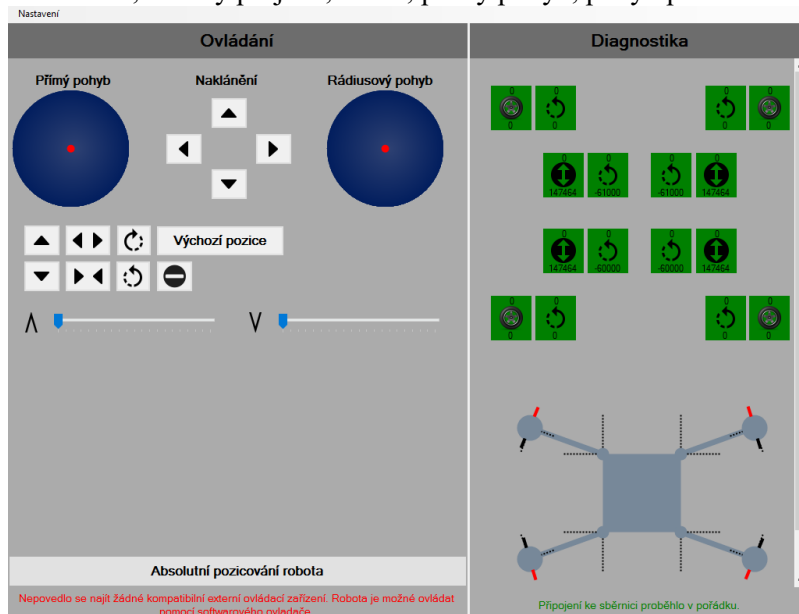 Nastavení
Ovládání
Diagnostika
Přímý pohyb
Naklánění
Rádiusový pohyb
0 0 0 0
0 0 0 0
0 0 0 0
147464 -61000 -61000 147464
Výchozí pozice
0 0 0 0
147464 -60000 -60000 147464
0 0 0 0
0 0 0 0
Λ V
Absolutní pozicování robota
Nepovedlo se najít žádné kompatibilní externí ovládací zařízení. Robota je možné ovládat
pomocí softwarového ovladače.
Připojení ke sběrnici proběhlo v pořádku.